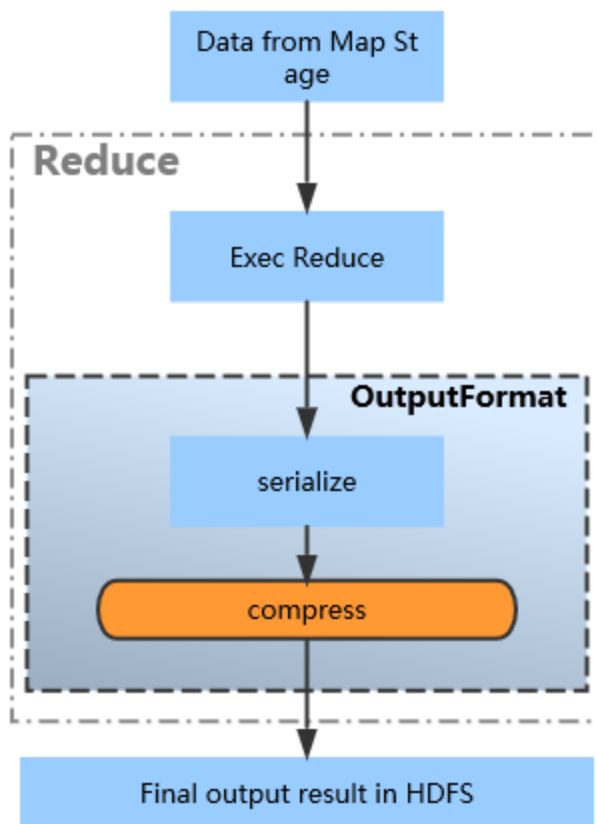 Data from Map St
age
Reduce
Exec Reduce
OutputFormat
serialize
compress
Final output result in HDFS